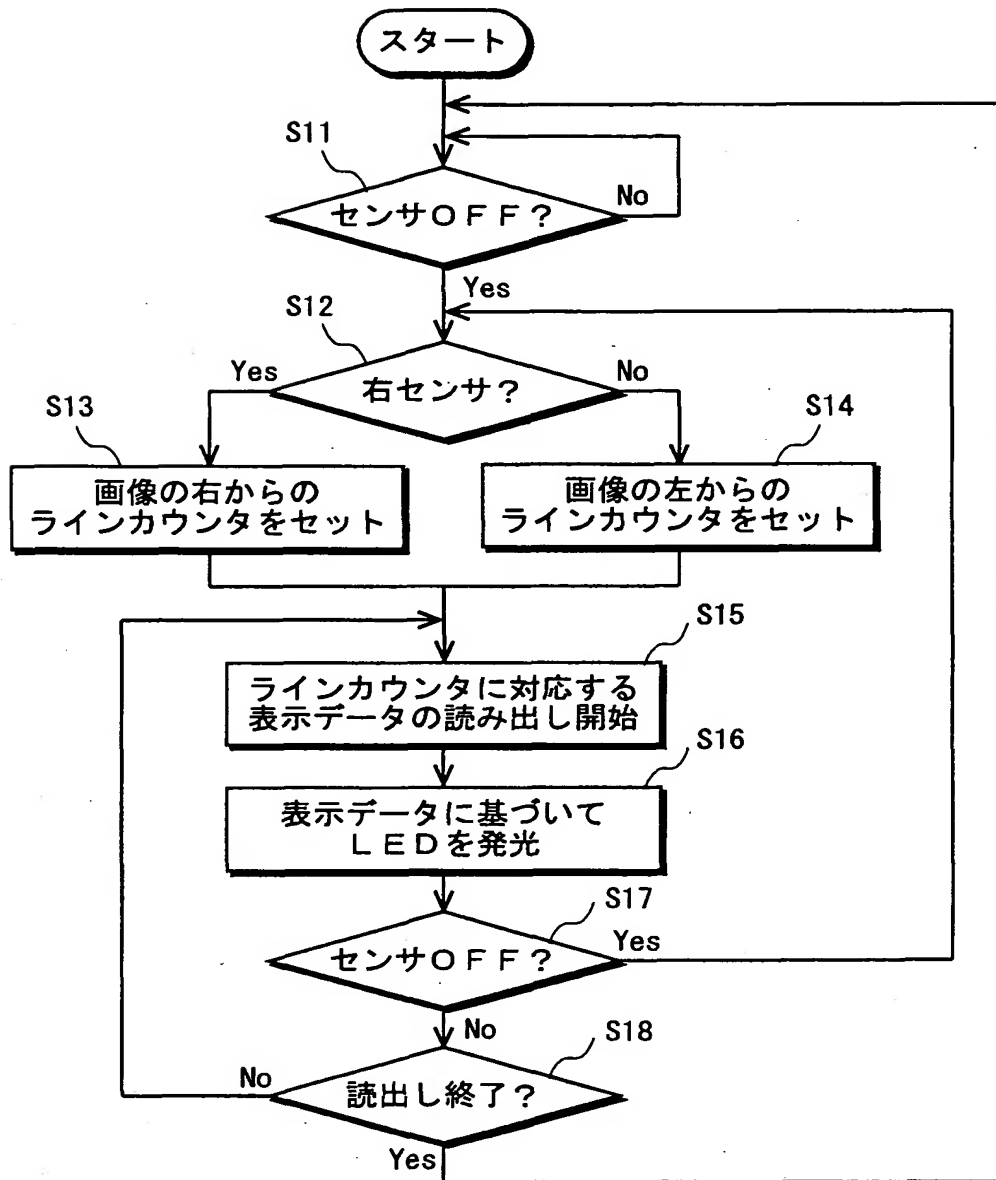 スタート
S11
センサOFF?
No
Yes
S12
右センサ?
Yes
No
S13
画像の右からの
ラインカウンタをセット
S14
画像の左からの
ラインカウンタをセット
S15
ラインカウンタに対応する
表示データの読み出し開始
S16
表示データに基づいて
LEDを発光
S17
センサOFF?
Yes
No
S18
読出し終了?
No
Yes